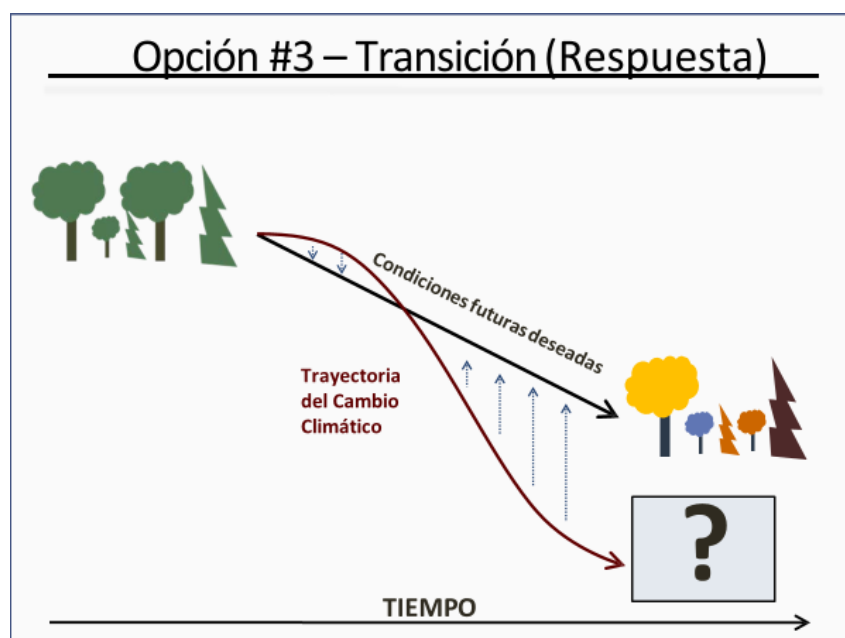 Opción #3 – Transición (Respuesta)
Condiciones futuras deseadas
Trayectoria
del Cambio
Climático
?
TIEMPO